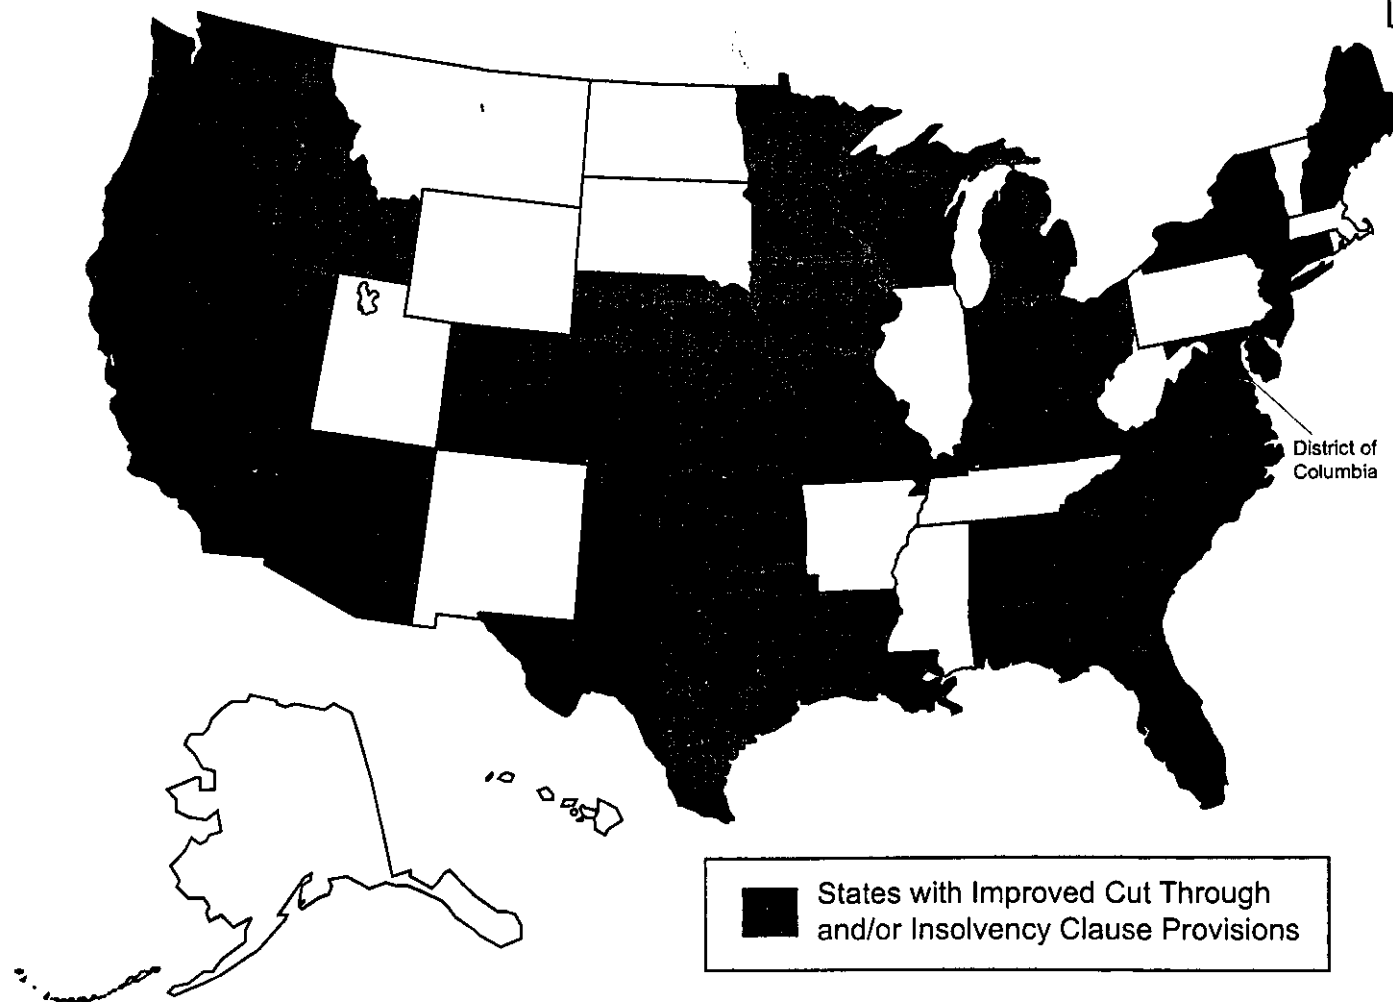 District of
Columbia
States with Improved Cut Through
and/or Insolvency Clause Provisions